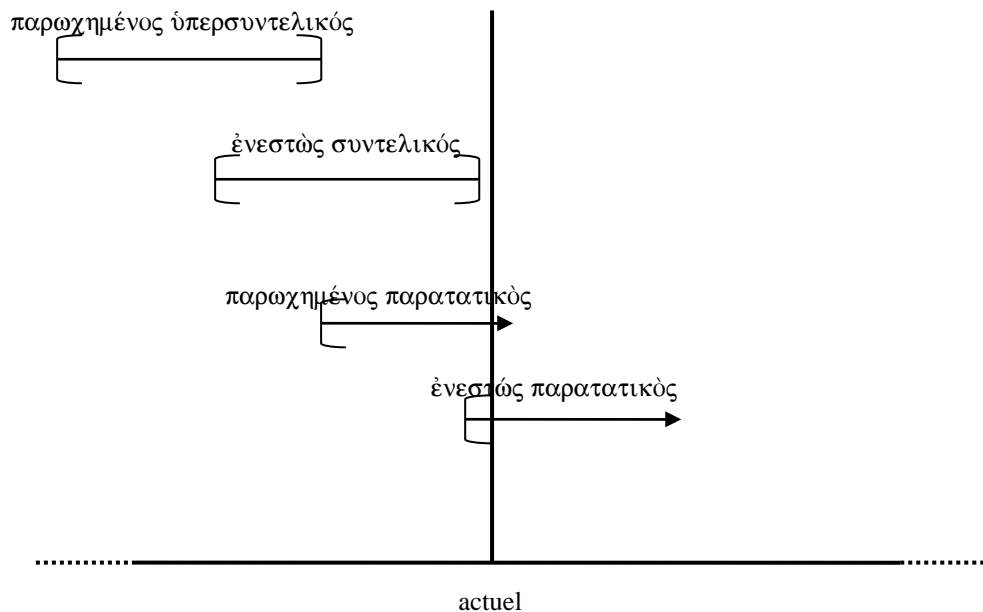 παρωχημένος ὑπερσυντελικός
ἐνεστὼς συντελικός
παρωχημένος παρατατικὸς
ἐνεστώς παρατατικὸς
actuel